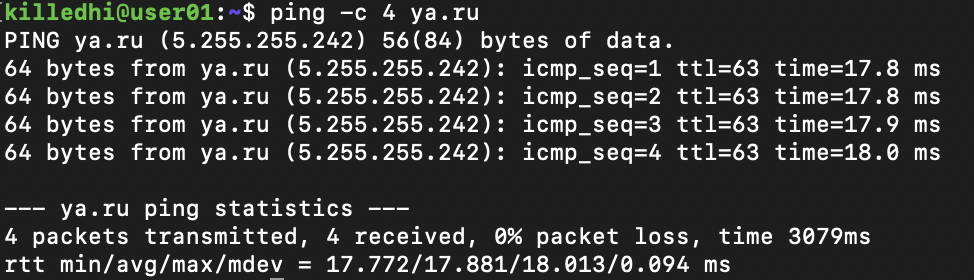 killedhi@user01:~$ ping -c 4 ya.ru
PING ya.ru (5.255.255.242) 56(84) bytes of data.
64 bytes from ya.ru (5.255.255.242): icmp_seq=1 ttl=63 time=17.8 ms
64 bytes from ya.ru (5.255.255.242): icmp_seq=2 ttl=63 time=17.8 ms
64 bytes from ya.ru (5.255.255.242): icmp_seq=3 ttl=63 time=17.9 ms
64 bytes from ya.ru (5.255.255.242): icmp_seq=4 ttl=63 time=18.0 ms
--- ya.ru ping statistics ---
4 packets transmitted, 4 received, 0% packet loss, time 3079ms
rtt min/avg/max/mdev = 17.772/17.881/18.013/0.094 ms